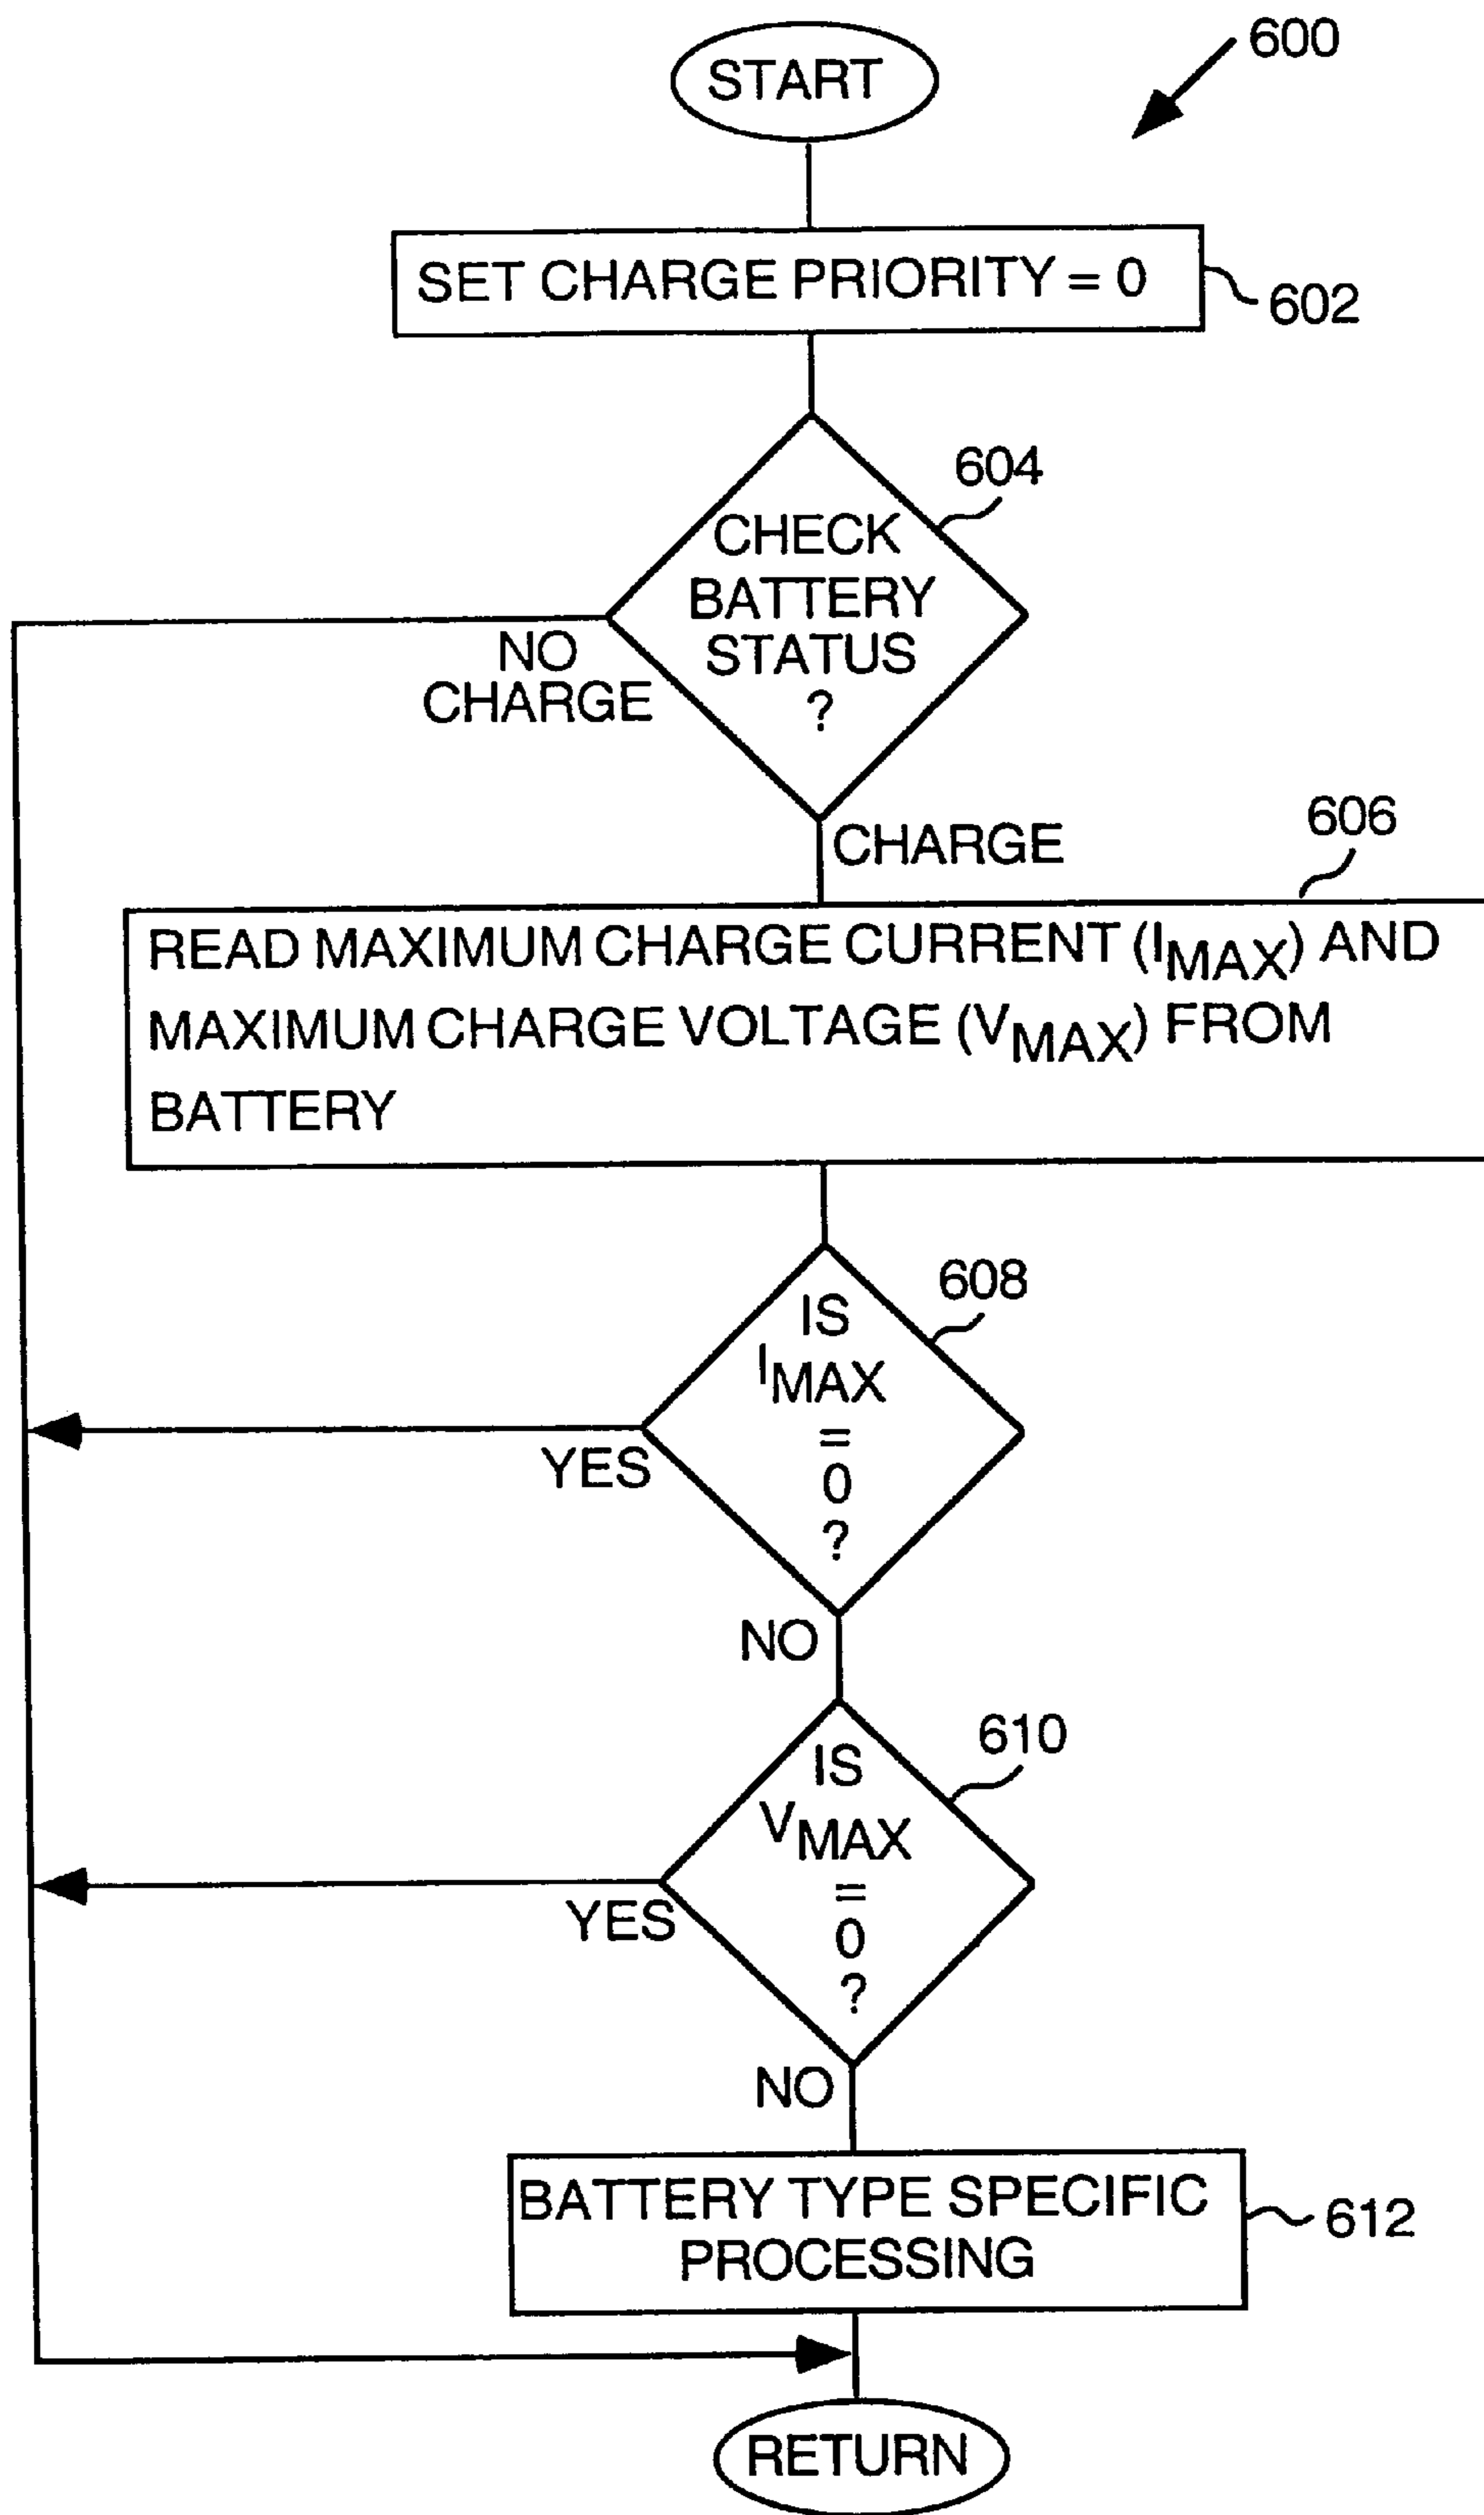 START
600
SET CHARGE PRIORITY = 0
602
604
CHECK
BATTERY
STATUS
?
NO
CHARGE
CHARGE
606
READ MAXIMUM CHARGE CURRENT (IMAX) AND
MAXIMUM CHARGE VOLTAGE (VMAX) FROM
BATTERY
608
IS
IMAX
=
0
?
YES
NO
610
IS
VMAX
=
0
?
YES
NO
BATTERY TYPE SPECIFIC
PROCESSING
612
RETURN